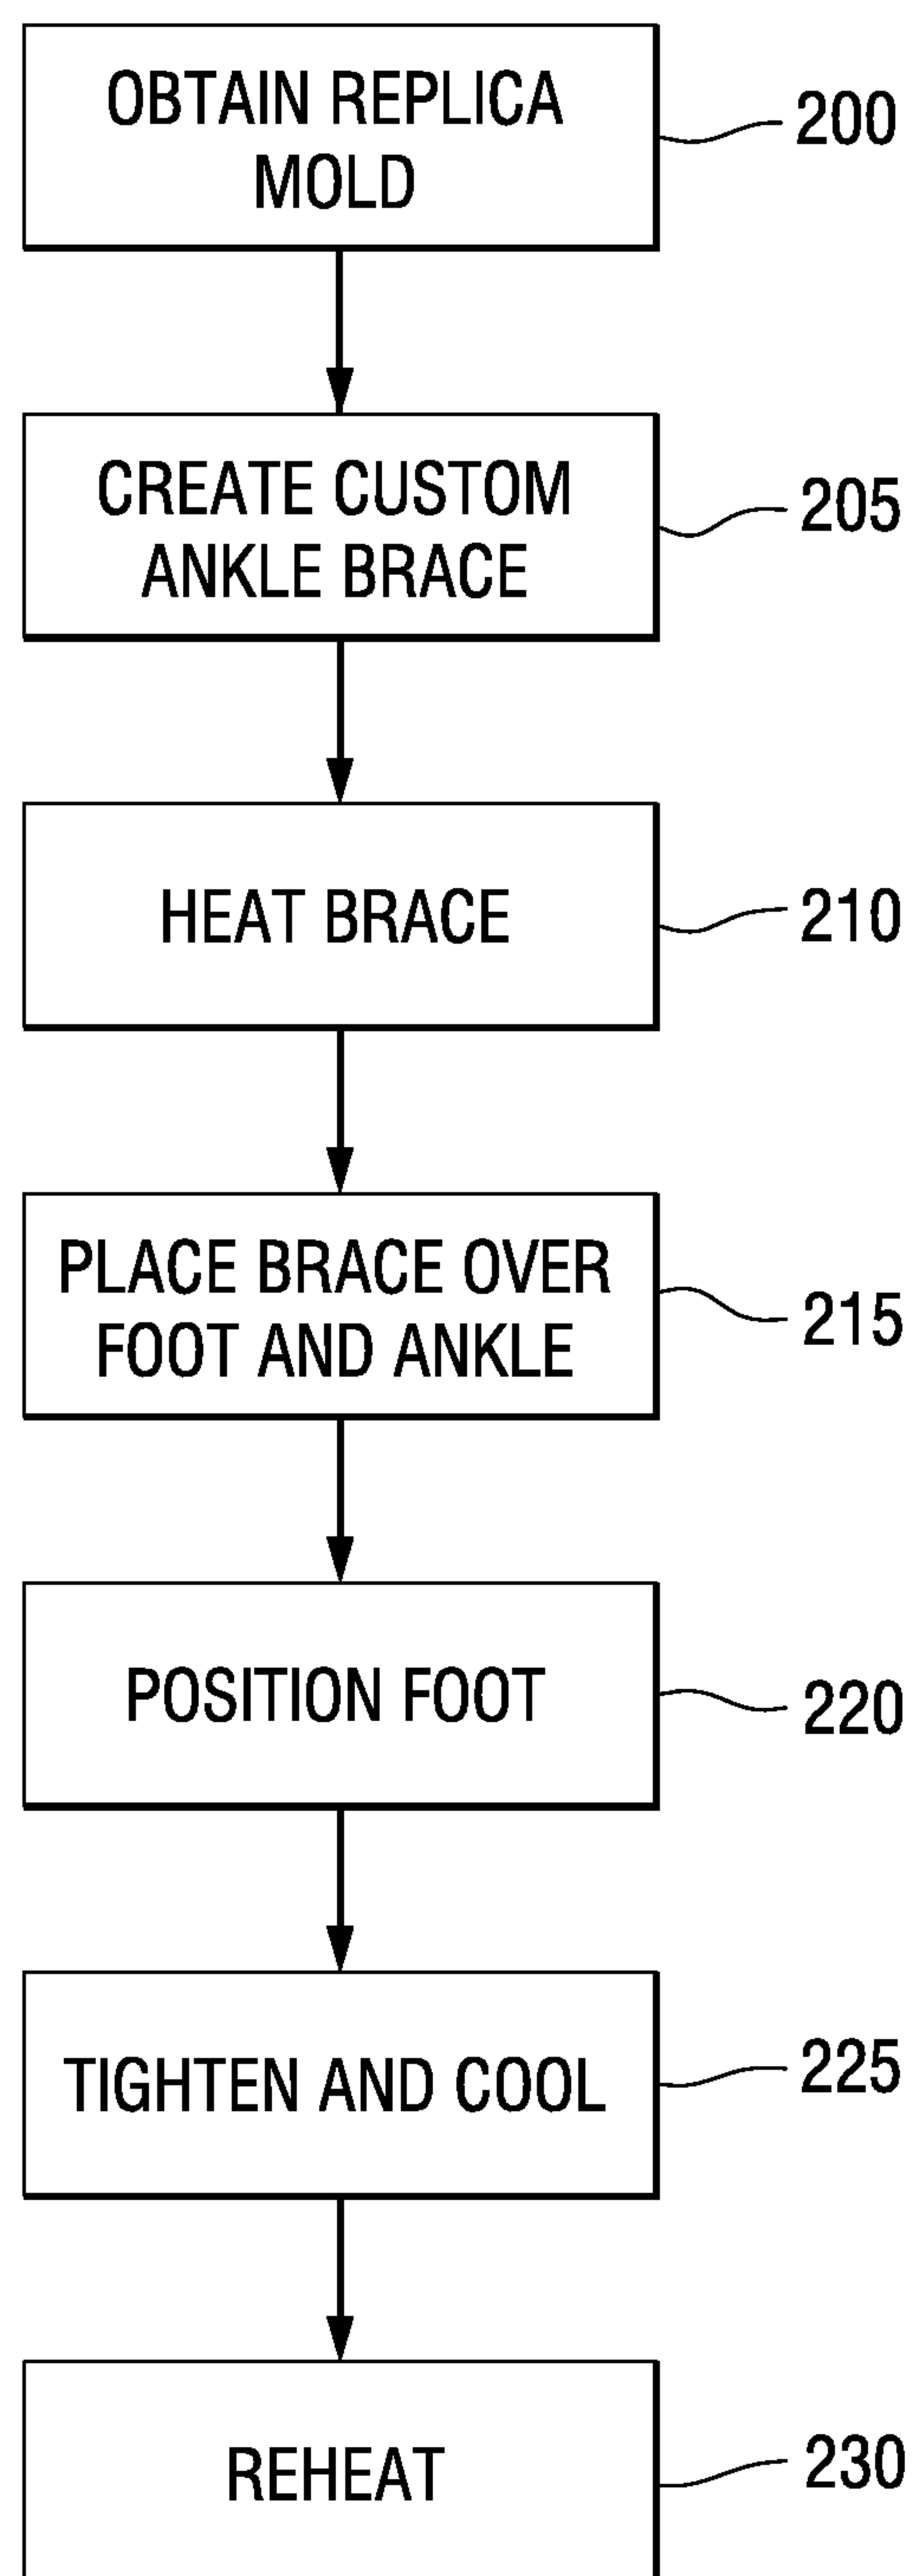 OBTAIN REPLICA
MOLD
200
CREATE CUSTOM
ANKLE BRACE
205
HEAT BRACE
210
PLACE BRACE OVER
FOOT AND ANKLE
215
POSITION FOOT
220
TIGHTEN AND COOL
225
REHEAT
230